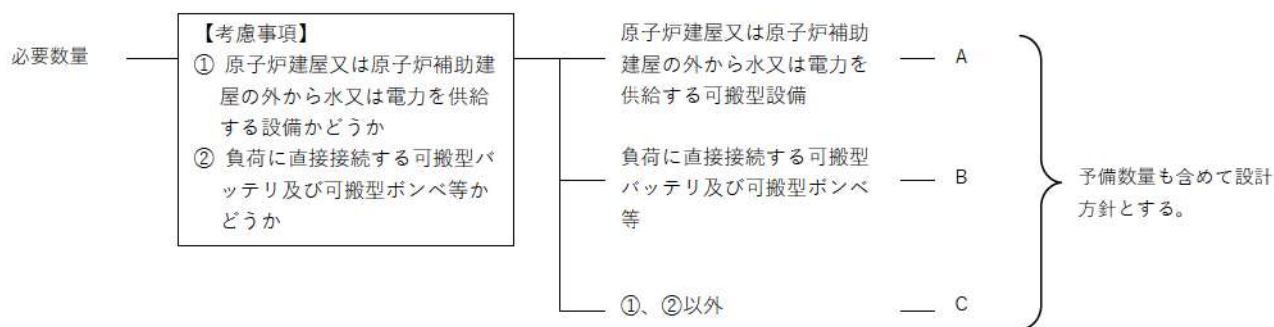 必要数量
【考慮事項】
① 原子炉建屋又は原子炉補助建
屋の外から水又は電力を供給
する設備かどうか
② 負荷に直接接続する可搬型バ
ッテリ及び可搬型ボンベ等か
どうか
原子炉建屋又は原子炉補助
建屋の外から水又は電力を
供給する可搬型設備
A
負荷に直接接続する可搬型
バッテリ及び可搬型ボンベ
等
B
①、②以外
C
予備数量も含めて設計
方針とする。